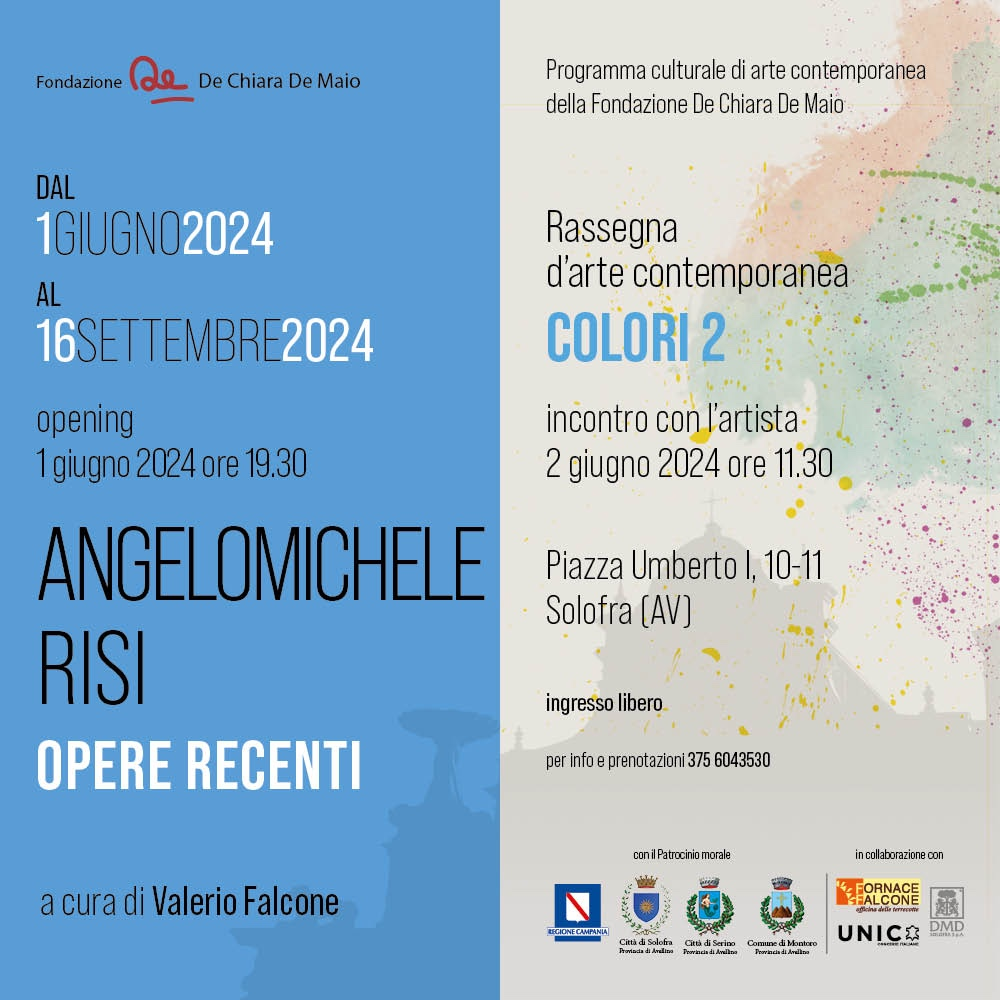 Fondazione De De Chiara De Maio
DAL
1GIUGNO2024
AL
16SETTEMBRE2024
opening
1 giugno 2024 ore 19.30
ANGELOMICHELE
RISI
OPERE RECENTI
a cura di Valerio Falcone
Programma culturale di arte contemporanea
della Fondazione De Chiara De Maio
Rassegna
d'arte contemporanea
COLORI 2
incontro con l'artista
2 giugno 2024 ore 11.30
Piazza Umberto I, 10-11
Solofra (AV)
ingresso libero
per info e prenotazioni 375 6043530
con il Patrocinio morale
REGIONE CAMPANIA
Città di Solofra
Provincia di Avellino
Città di Serino
Provincia di Avellino
Comune di Montoro
Provincia di Avellino
in collaborazione con
FORNACE
FALCONE
officina delle terrecotte
UNIC
CONCERIE ITALIANE
DMD
SOLOFRA S.p.A.